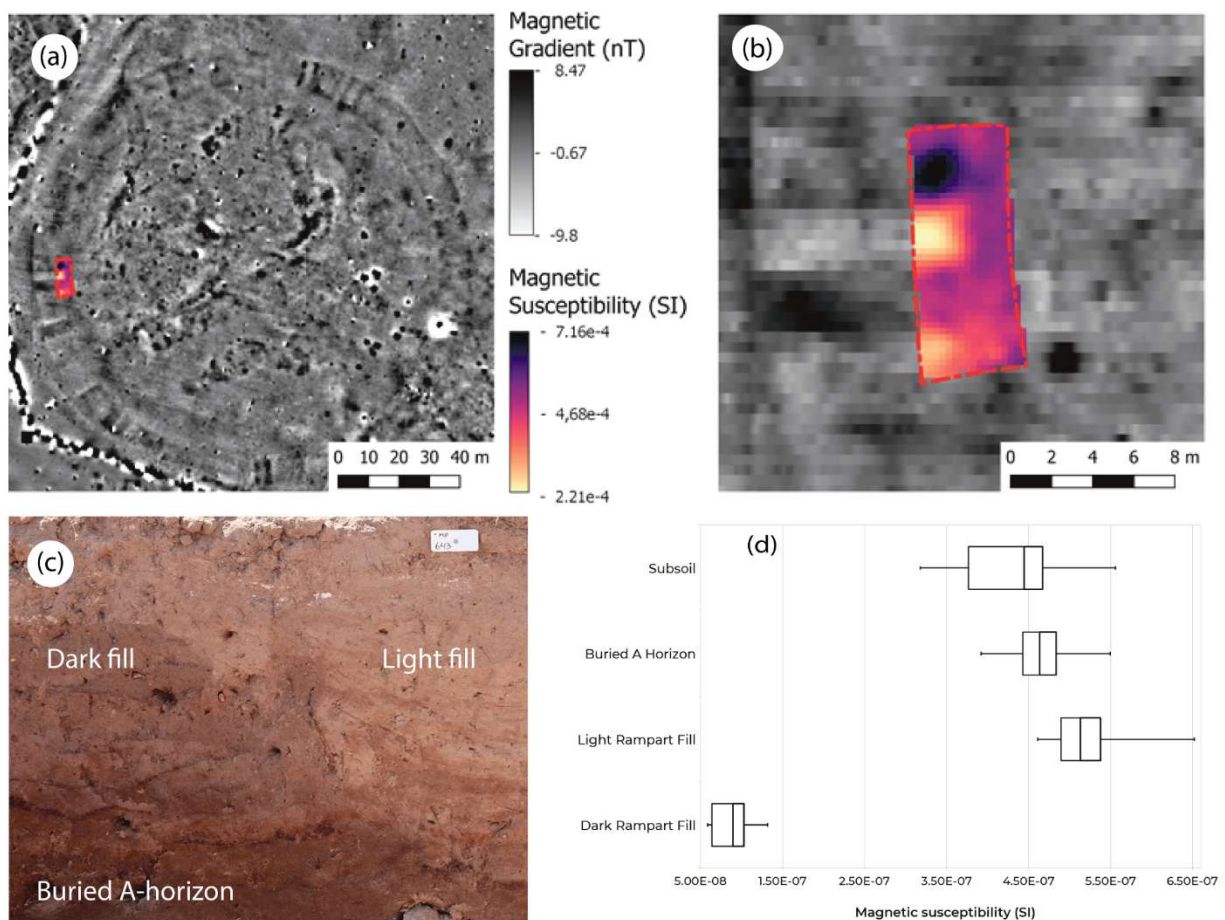 (a)
Magnetic
Gradient (nT)
8.47
-0.67
-9.8
Magnetic
Susceptibility (SI)
7.16e-4
4,68e-4
2.21e-4
0 10 20 30 40 m
(b)
0 2 4 6 8 m
(c)
Dark fill
Light fill
Buried A-horizon
(d)
Subsoil
Buried A Horizon
Light Rampart Fill
Dark Rampart Fill
5.00E-08 1.50E-07 2.50E-07 3.50E-07 4.50E-07 5.50E-07 6.50E-07
Magnetic susceptibility (SI)